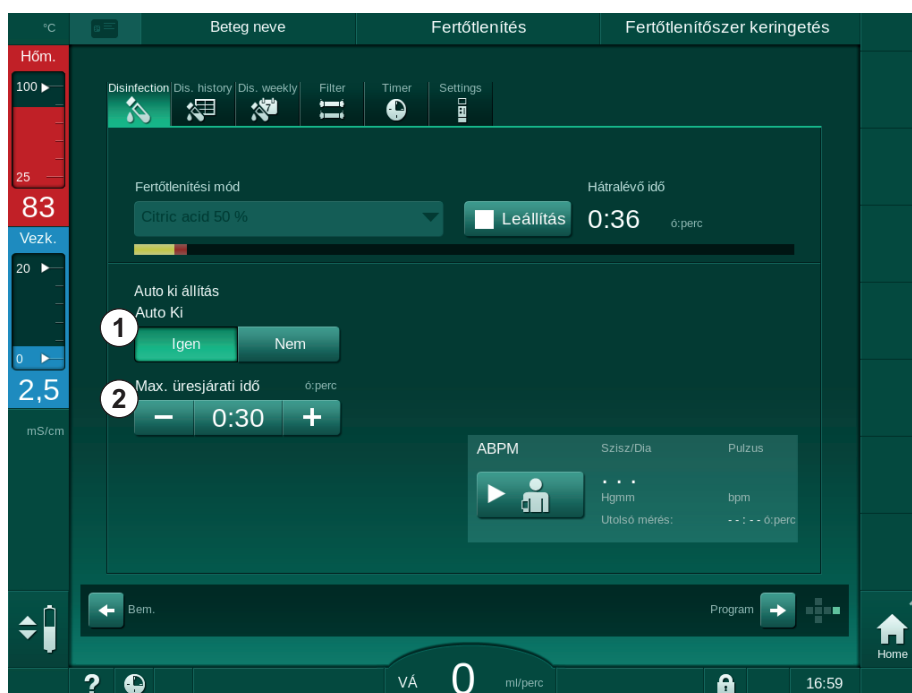 °C
Beteg neve
Fertőtlenítés
Fertőtlenítőszer keringetés
Hőm.
100
25
83
Vezk.
20
0
2,5
mS/cm
Disinfection
Dis. history
Dis. weekly
Filter
Timer
Settings
7
Fertőtlenítési mód
Hátralévő idő
Citric acid 50 %
Leállítás
0:36 ó:perc
Auto ki állítás
Auto Ki
1
Igen
Nem
2
Max. üresjárati idő ó:perc
− 0:30 +
ABPM
Szisz/Dia
Pulzus
. . .
Hgmm
bpm
Utolsó mérés:
--:-- ó:perc
Bem.
Program
Home
?
VÁ 0 ml/perc
16:59